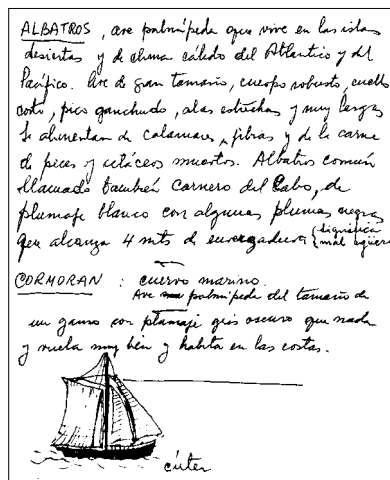 ALBATROS, ave palmípeda que vive en las islas
desiertas y de clima cálido del Atlantico y del
Pacífico. Ave de gran tamaño, cuerpo robusto, cuello
corto, pico ganchudo, alas estrechas y muy largas
Se alimentan de calamares, y de la carne
de peces y cetáceos muertos. Albatros común
llamado también Carnero del Cabo, de
plumaje blanco con algunas plumas negras
que alcanza 4 mts de envergadura (significa
mal agüero
CORMORAN : cuervo marino.
Ave palmípeda del tamaño de
un ganso con plumaje gris oscuro que nada
y vuela muy bien y habita en las costas.
cúter